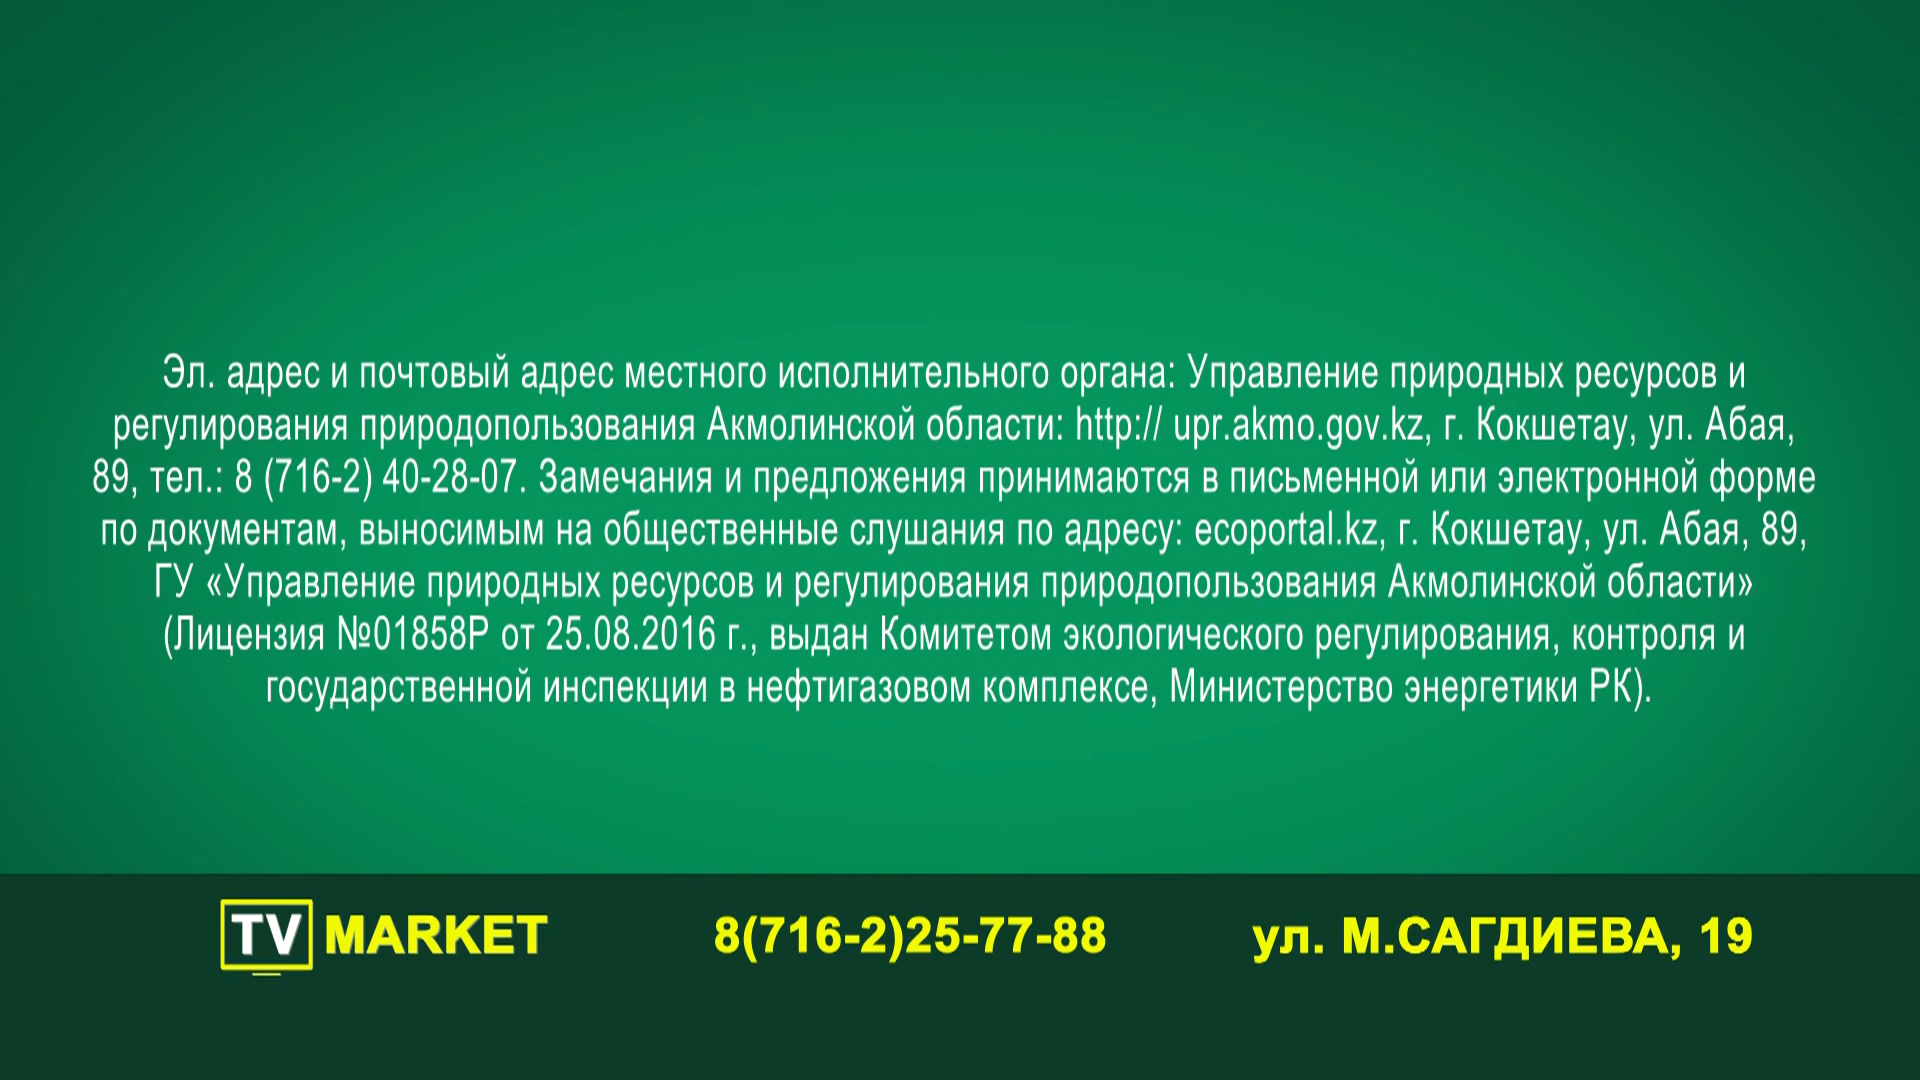 Эл. адрес и почтовый адрес местного исполнительного органа: Управление природных ресурсов и
регулирования природопользования Акмолинской области: http:// upr.akmo.gov.kz, г. Кокшетау, ул. Абая,
89, тел.: 8 (716-2) 40-28-07. Замечания и предложения принимаются в письменной или электронной форме
по документам, выносимым на общественные слушания по адресу: ecoportal.kz, г. Кокшетау, ул. Абая, 89,
ГУ «Управление природных ресурсов и регулирования природопользования Акмолинской области»
(Лицензия №01858Р от 25.08.2016 г., выдан Комитетом экологического регулирования, контроля и
государственной инспекции в нефтигазовом комплексе, Министерство энергетики РК).
TV MARKET 8(716-2)25-77-88 ул. М.САГДИЕВА, 19